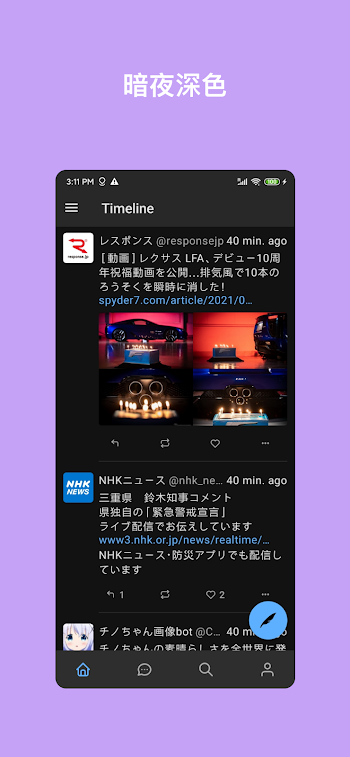 暗夜深色
3:11 PM
100
Timeline
レスポンス @responsejp 40 min. ago
[動画] レクサス LFA、デビュー10周
年祝福動画を公開…排気風で10本の
ろうそくを瞬時に消した!
spyder7.com/article/2021/0…
response.jp
NHKニュース @nhk_ne... 40 min. ago
NHK
NEWS
三重県 鈴木知事コメント
県独自の「緊急警戒宣言」
ライブ配信でお伝えしています
www3.nhk.or.jp/news/realtime/…
NHKニュース・防災アプリでも配信し
ています
1
2
チノちゃん画像bot @C... 40 min. ago
チノちゃんの素晴らしさを全世界に発